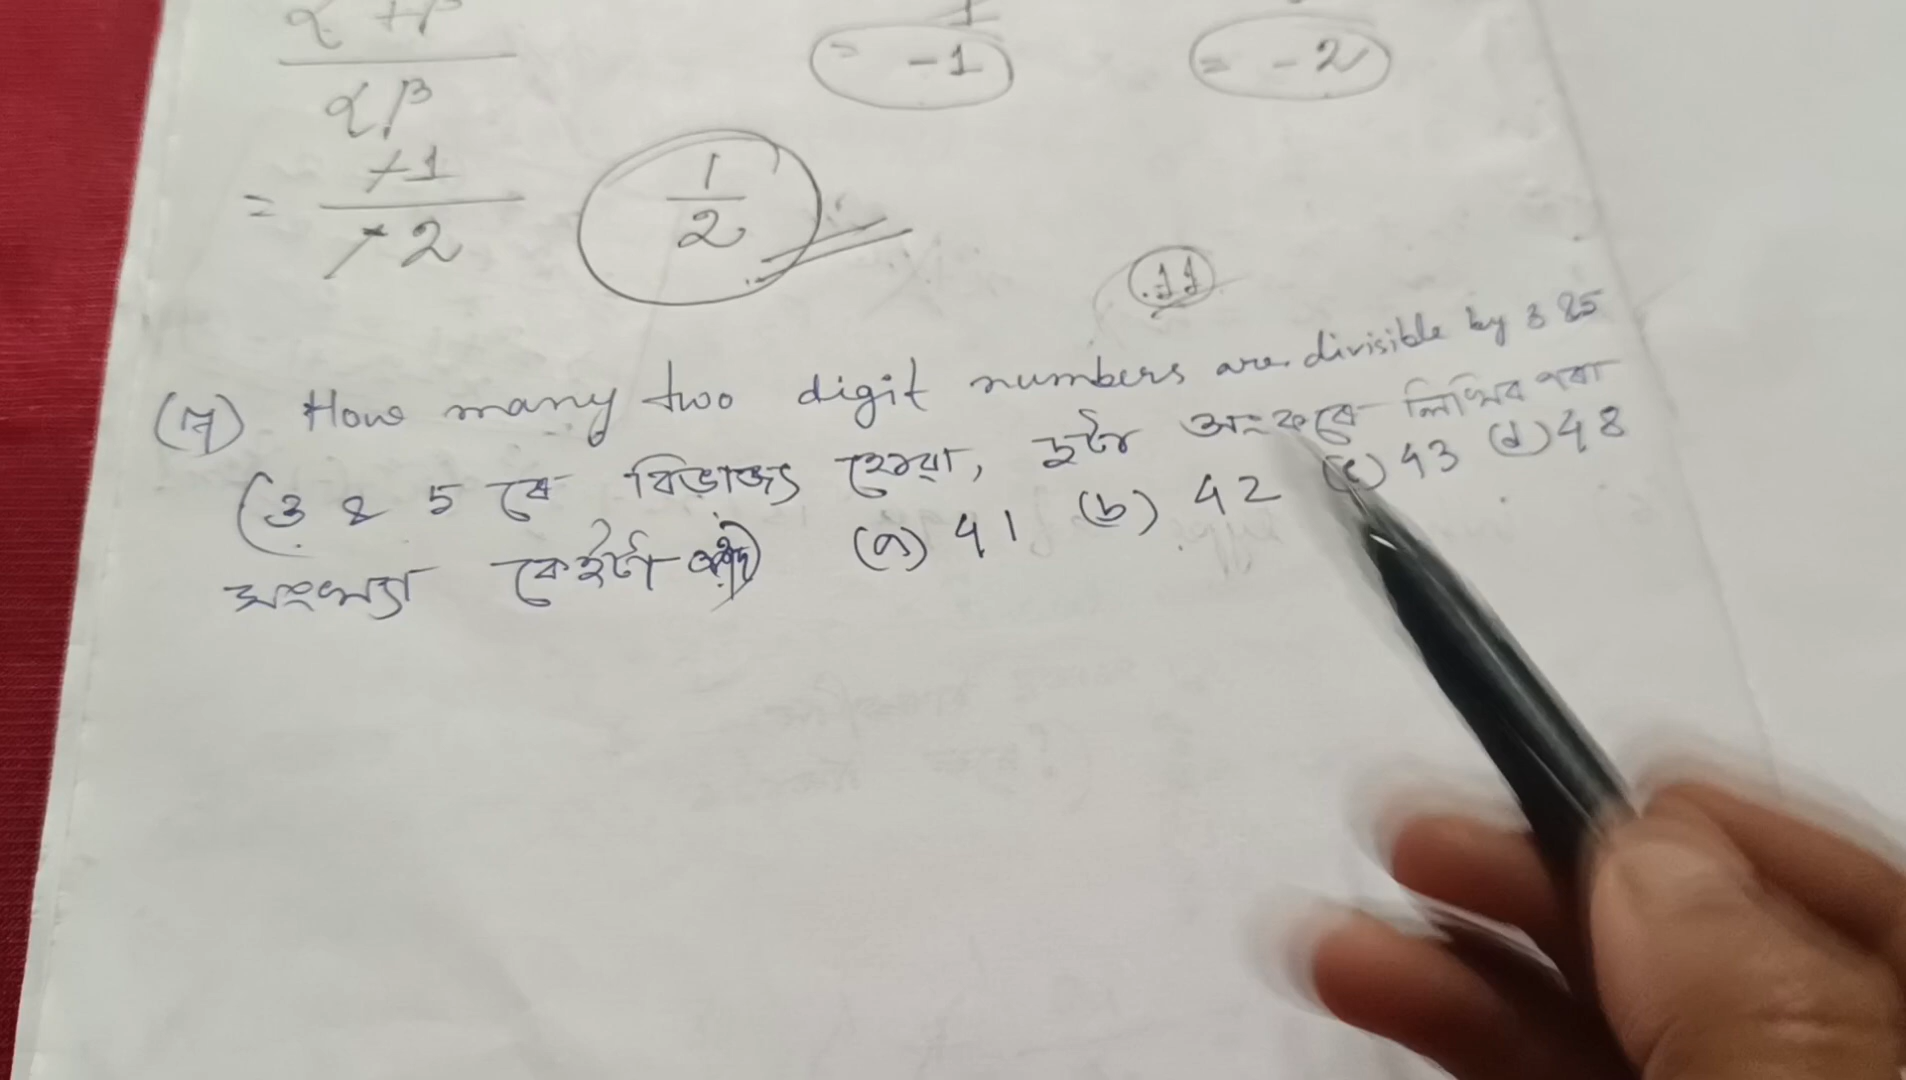 α + β
αβ
= -1
= -2
= +1
-2
1
2
11
(7) How many two digit numbers are divisible by 3 & 5
(3 & 5 ৰে বিভাজ্য হোৱা, দুটা অংকৰে লিখিব পৰা
সংখ্যা কেইটা (a) 41 (b) 42 (c) 43 (d) 48